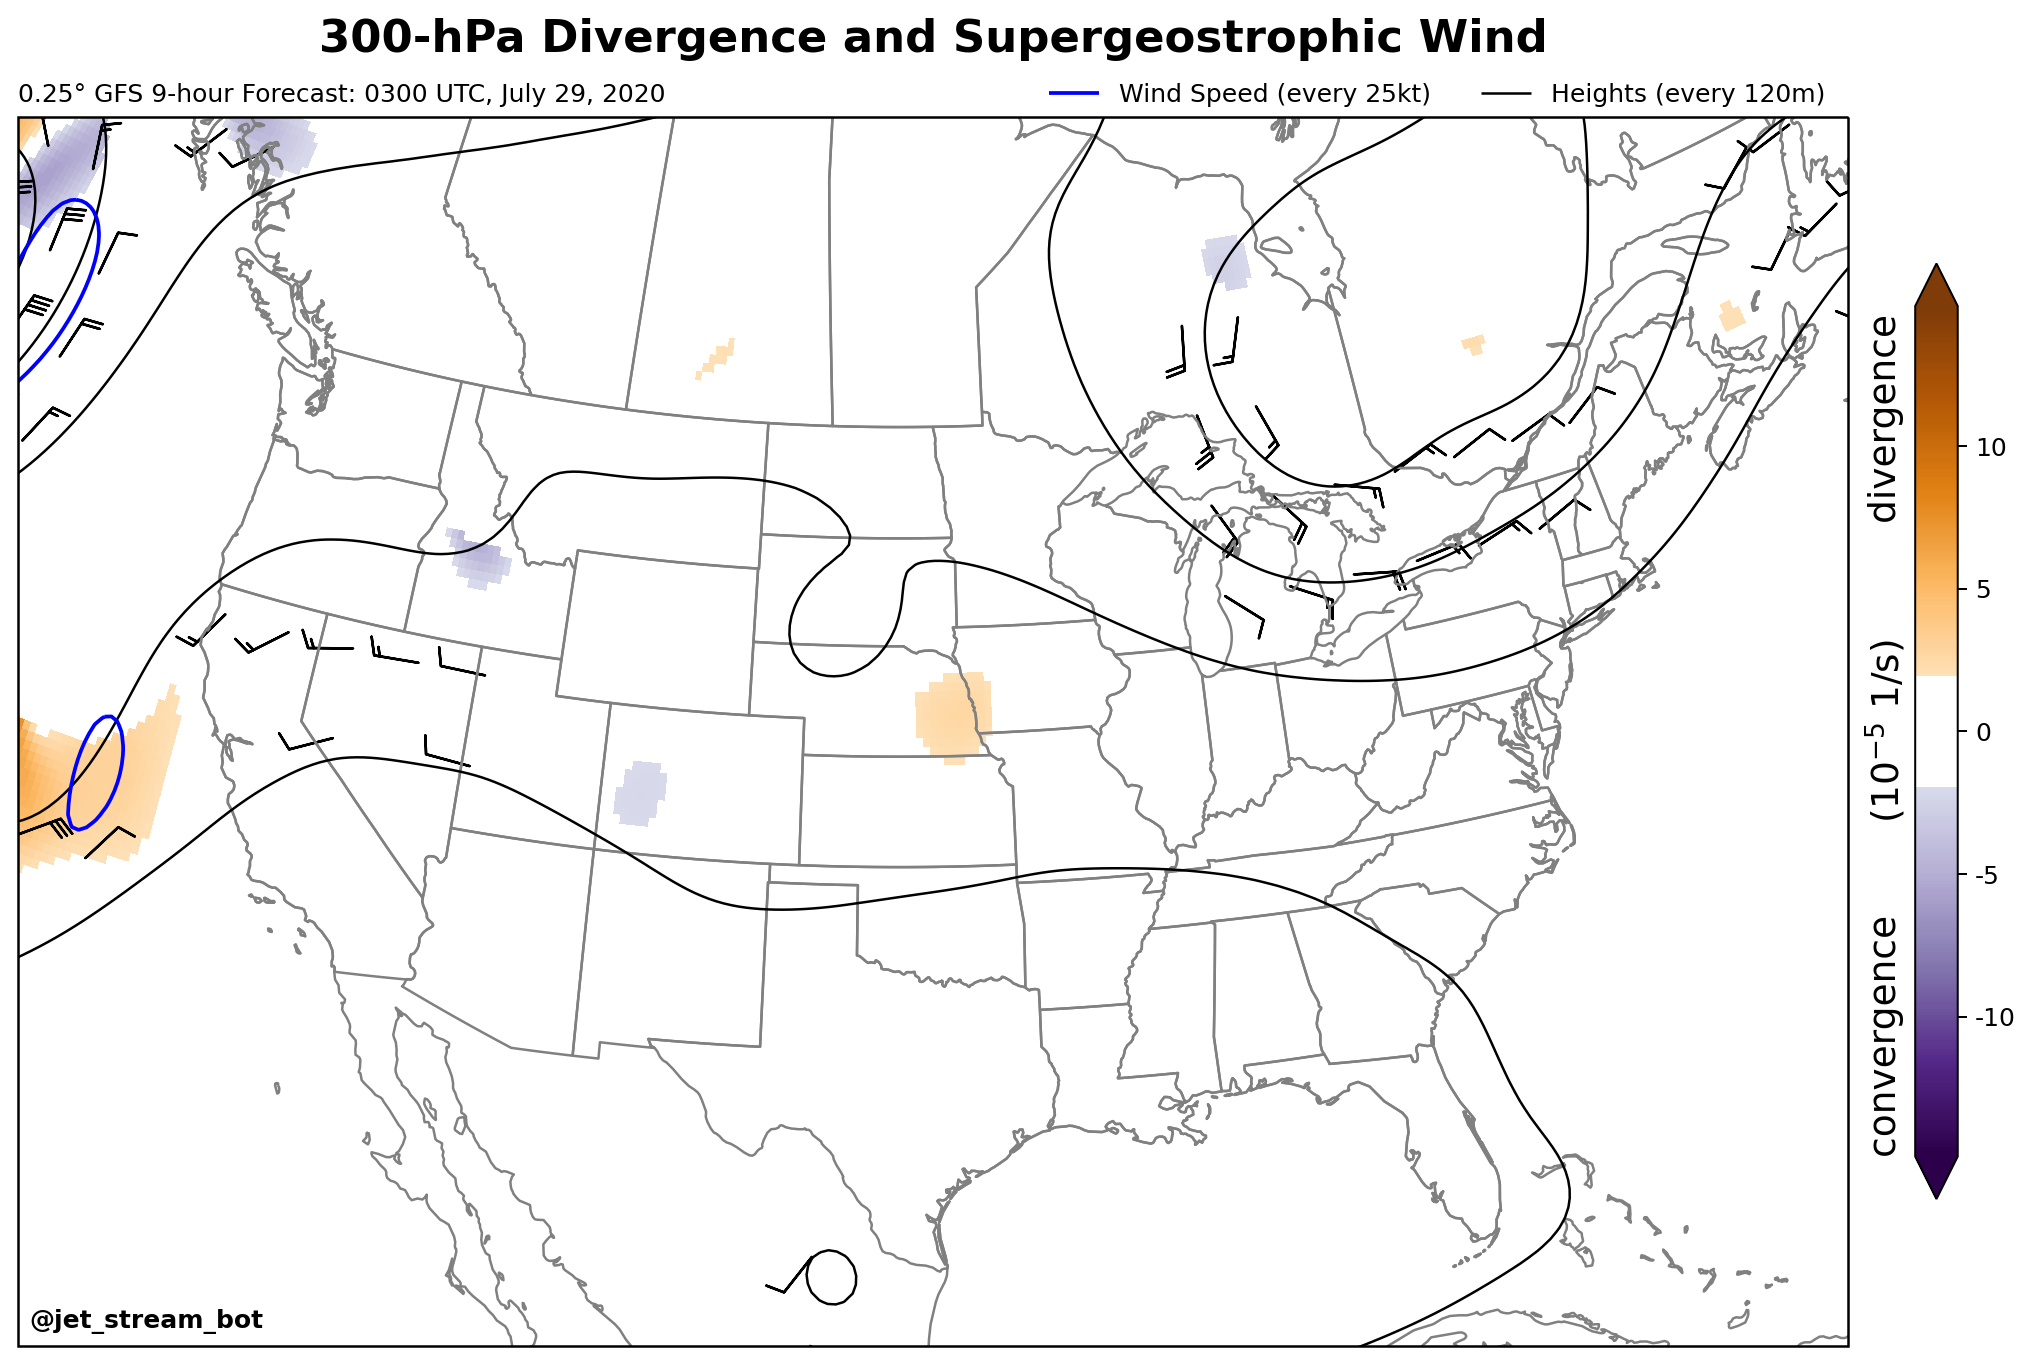 300-hPa Divergence and Supergeostrophic Wind
0.25° GFS 9-hour Forecast: 0300 UTC, July 29, 2020
Wind Speed (every 25kt)
Heights (every 120m)
10
5
0
-5
-10
convergence (10⁻⁵ 1/s) divergence
@jet_stream_bot